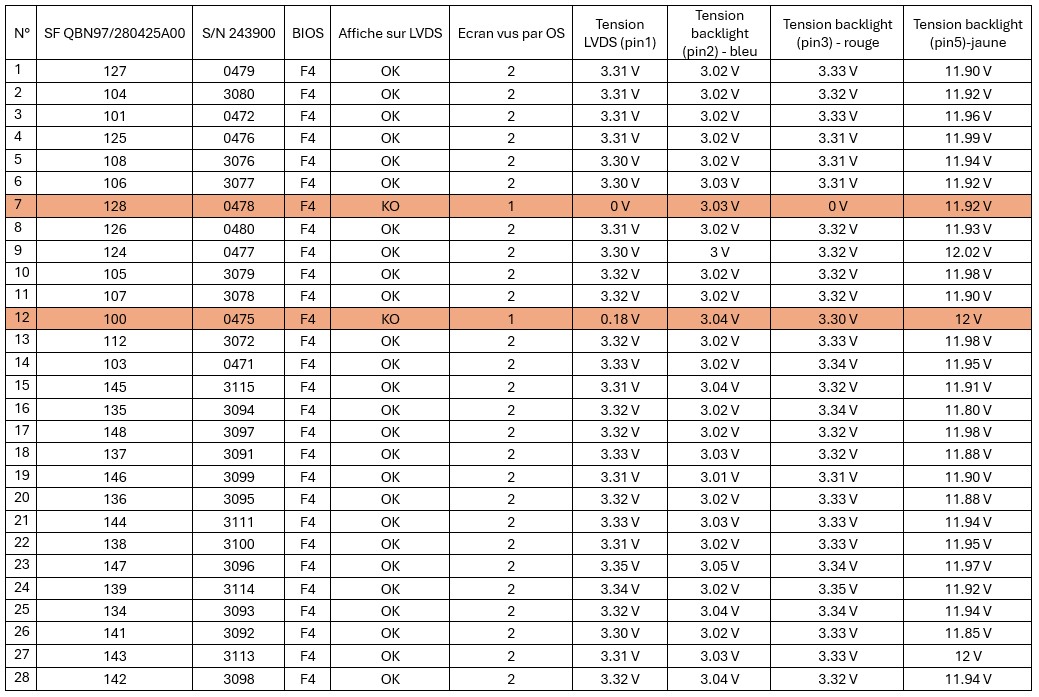 N° SF QBN97/280425A00 S/N 243900 BIOS Affiche sur LVDS Ecran vus par OS Tension LVDS (pin1) Tension backlight (pin2) - bleu Tension backlight (pin3) - rouge Tension backlight (pin5)-jaune
1 127 0479 F4 OK 2 3.31 V 3.02 V 3.33 V 11.90 V
2 104 3080 F4 OK 2 3.31 V 3.02 V 3.32 V 11.92 V
3 101 0472 F4 OK 2 3.31 V 3.02 V 3.33 V 11.96 V
4 125 0476 F4 OK 2 3.31 V 3.02 V 3.31 V 11.99 V
5 108 3076 F4 OK 2 3.30 V 3.02 V 3.31 V 11.94 V
6 106 3077 F4 OK 2 3.30 V 3.03 V 3.31 V 11.92 V
7 128 0478 F4 KO 1 0 V 3.03 V 0 V 11.92 V
8 126 0480 F4 OK 2 3.31 V 3.02 V 3.32 V 11.93 V
9 124 0477 F4 OK 2 3.30 V 3 V 3.32 V 12.02 V
10 105 3079 F4 OK 2 3.32 V 3.02 V 3.32 V 11.98 V
11 107 3078 F4 OK 2 3.32 V 3.02 V 3.32 V 11.90 V
12 100 0475 F4 KO 1 0.18 V 3.04 V 3.30 V 12 V
13 112 3072 F4 OK 2 3.32 V 3.02 V 3.33 V 11.98 V
14 103 0471 F4 OK 2 3.33 V 3.02 V 3.34 V 11.95 V
15 145 3115 F4 OK 2 3.31 V 3.04 V 3.32 V 11.91 V
16 135 3094 F4 OK 2 3.32 V 3.02 V 3.34 V 11.80 V
17 148 3097 F4 OK 2 3.32 V 3.02 V 3.32 V 11.98 V
18 137 3091 F4 OK 2 3.33 V 3.03 V 3.32 V 11.88 V
19 146 3099 F4 OK 2 3.31 V 3.01 V 3.31 V 11.90 V
20 136 3095 F4 OK 2 3.32 V 3.02 V 3.33 V 11.88 V
21 144 3111 F4 OK 2 3.33 V 3.03 V 3.33 V 11.94 V
22 138 3100 F4 OK 2 3.31 V 3.02 V 3.33 V 11.95 V
23 147 3096 F4 OK 2 3.35 V 3.05 V 3.34 V 11.97 V
24 139 3114 F4 OK 2 3.34 V 3.02 V 3.35 V 11.92 V
25 134 3093 F4 OK 2 3.32 V 3.04 V 3.34 V 11.94 V
26 141 3092 F4 OK 2 3.30 V 3.02 V 3.33 V 11.85 V
27 143 3113 F4 OK 2 3.31 V 3.03 V 3.33 V 12 V
28 142 3098 F4 OK 2 3.32 V 3.04 V 3.32 V 11.94 V